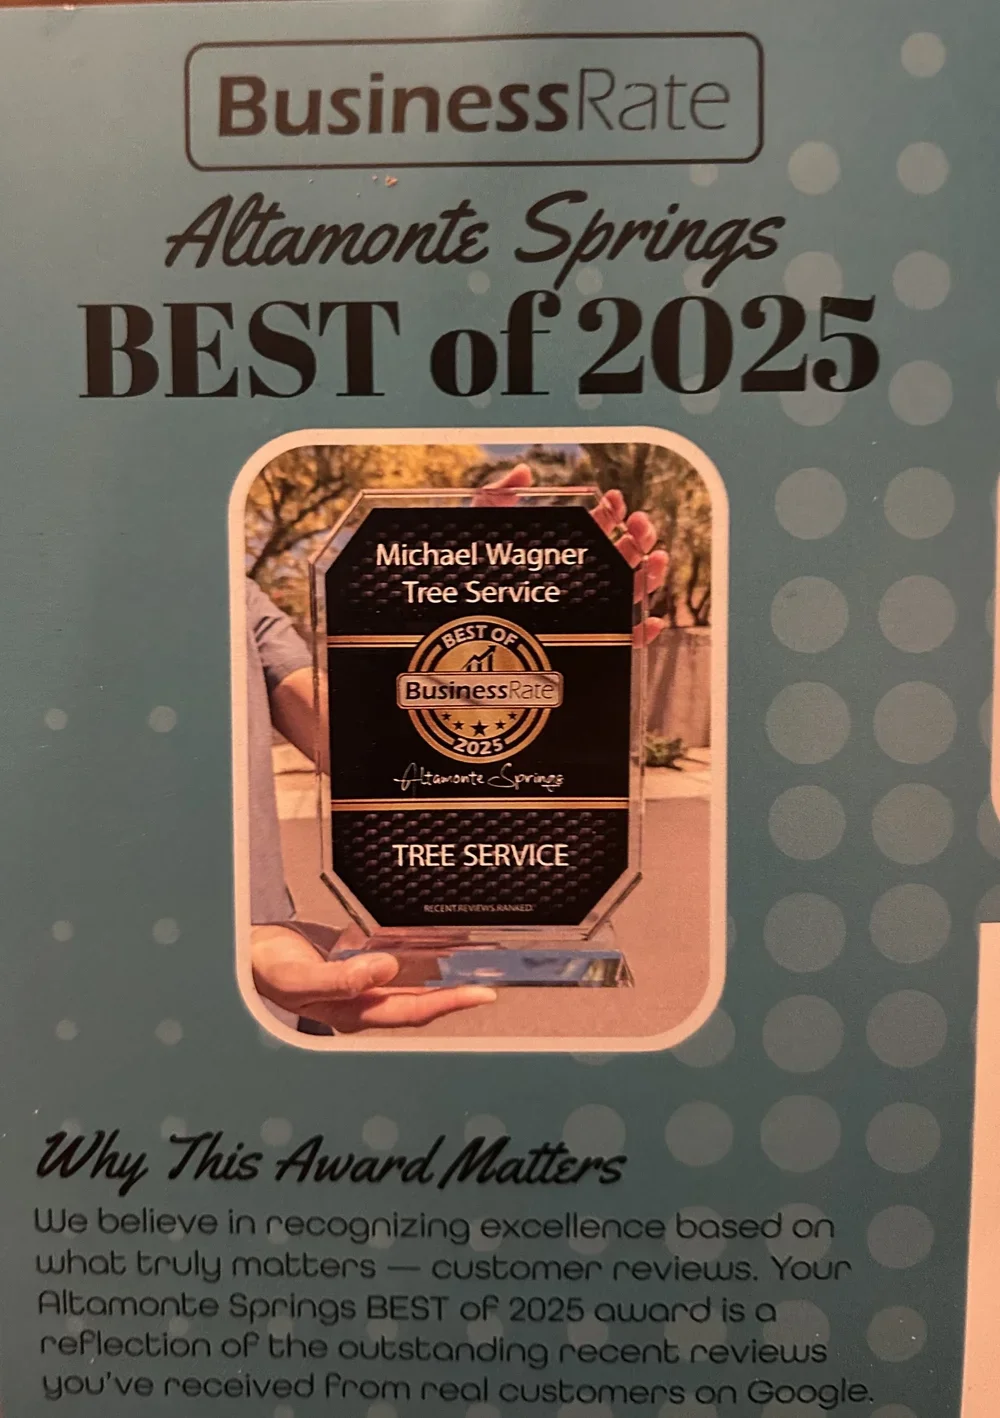 BusinessRate
Altamonte Springs
BEST of 2025
Michael Wagner
Tree Service
BEST OF
BusinessRate
2025
Altamonte Springs
TREE SERVICE
RECENT REVIEWS. RANKED.
Why This Award Matters
We believe in recognizing excellence based on
what truly matters — customer reviews. Your
Altamonte Springs BEST of 2025 award is a
reflection of the outstanding recent reviews
you've received from real customers on Google.